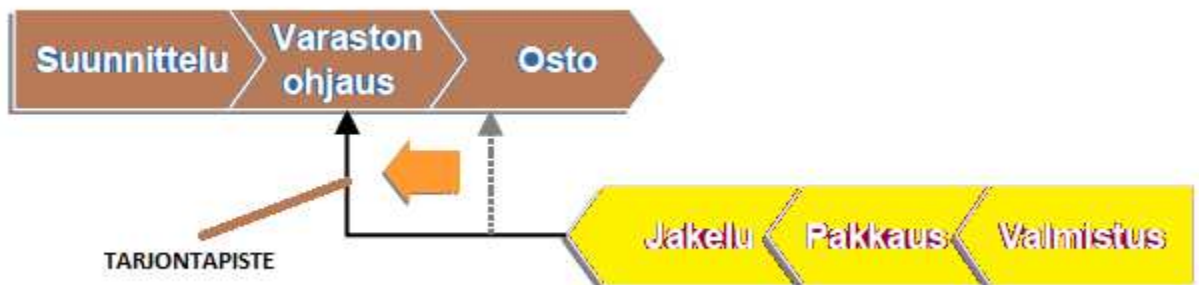 Suunnittelu
Varaston
ohjaus
Osto
Jakelu
Pakkaus
Valmistus
TARJONTAPISTE